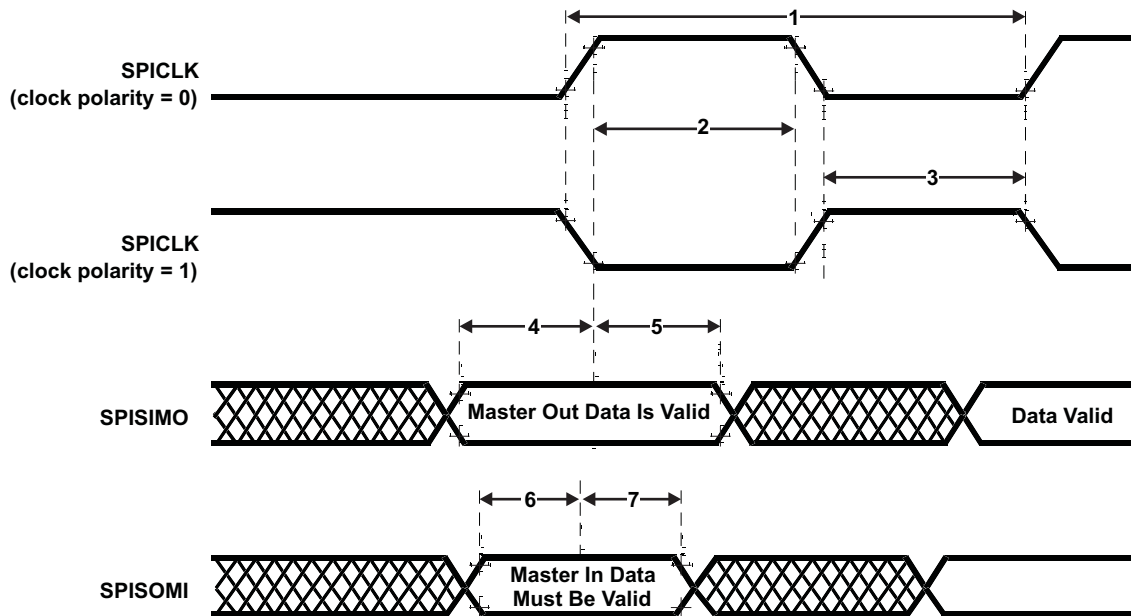 1
SPICLK
(clock polarity = 0)
2
3
SPICLK
(clock polarity = 1)
4
5
SPISIMO
Master Out Data Is Valid
Data Valid
6
7
SPISOMI
Master In Data
Must Be Valid